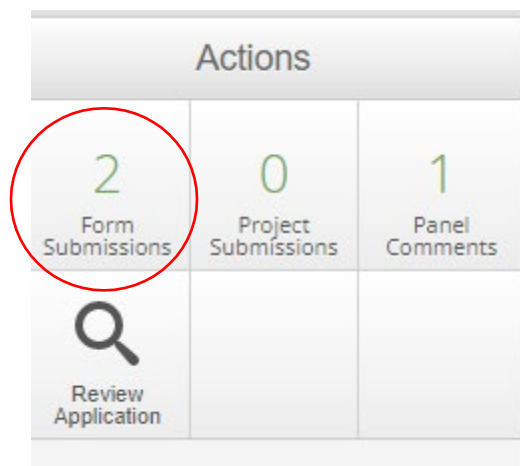 Actions
2
Form
Submissions
0
Project
Submissions
1
Panel
Comments
Review
Application